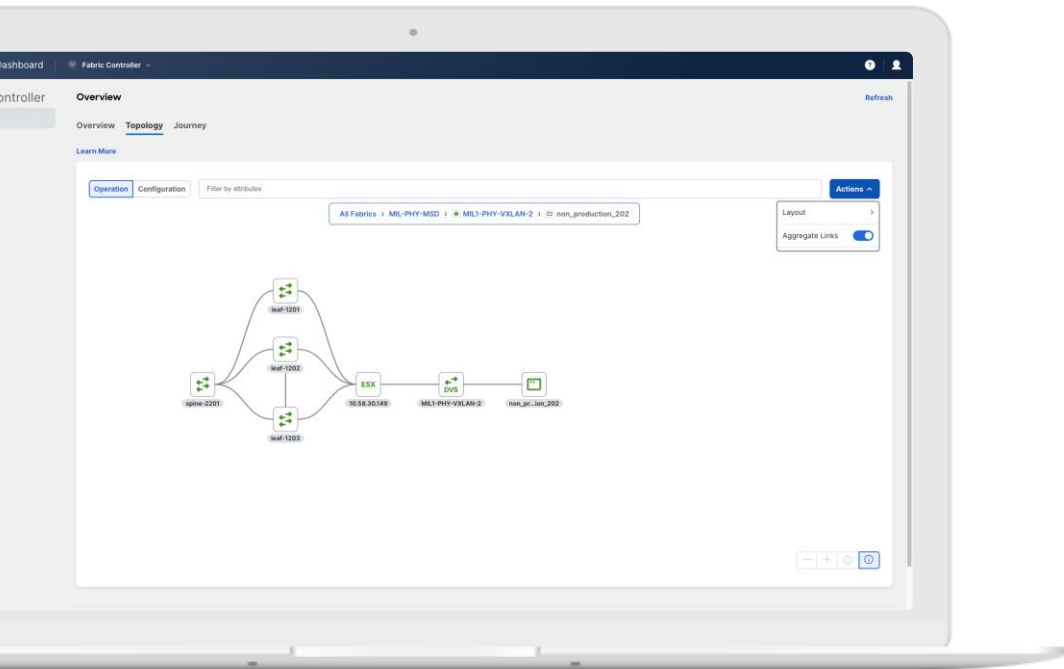 Dashboard Fabric Controller
ontroller
Overview Refresh
Overview Topology Journey
Learn More
Operation Configuration Filter by attributes Actions
All Fabrics > MIL-PHY-MSD > MIL1-PHY-VXLAN-2 > non_production_202
Layout >
Aggregate Links
leaf-1201
leaf-1202
ESX DVS
spine-2201 10.58.30.149 MIL1-PHY-VXLAN-2 non_pr...ion_202
leaf-1203